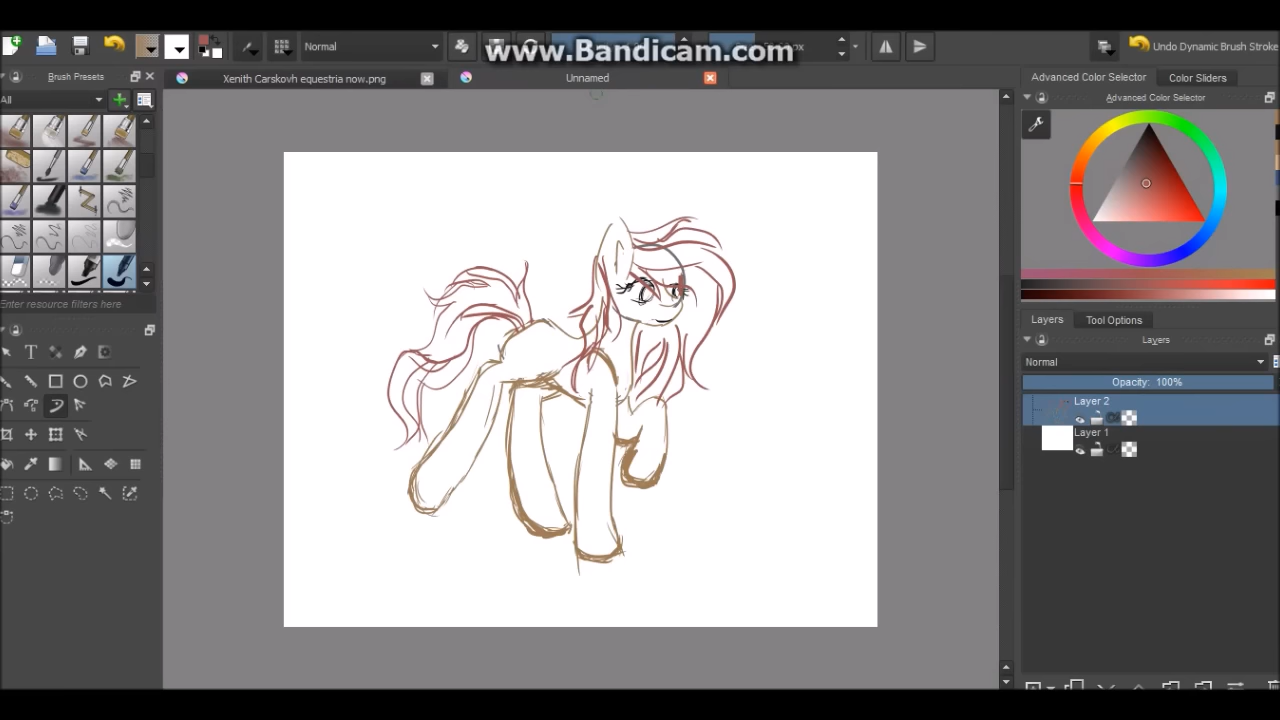 Normal
www.Bandicam.com
Undo Dynamic Brush Stroke
Brush Presets
Xenith Carskovh equestria now.png
Unnamed
Advanced Color Selector
Color Sliders
All
Advanced Color Selector
Enter resource filters here
Layers
Tool Options
Layers
Normal
Opacity: 100%
Layer 2
Layer 1